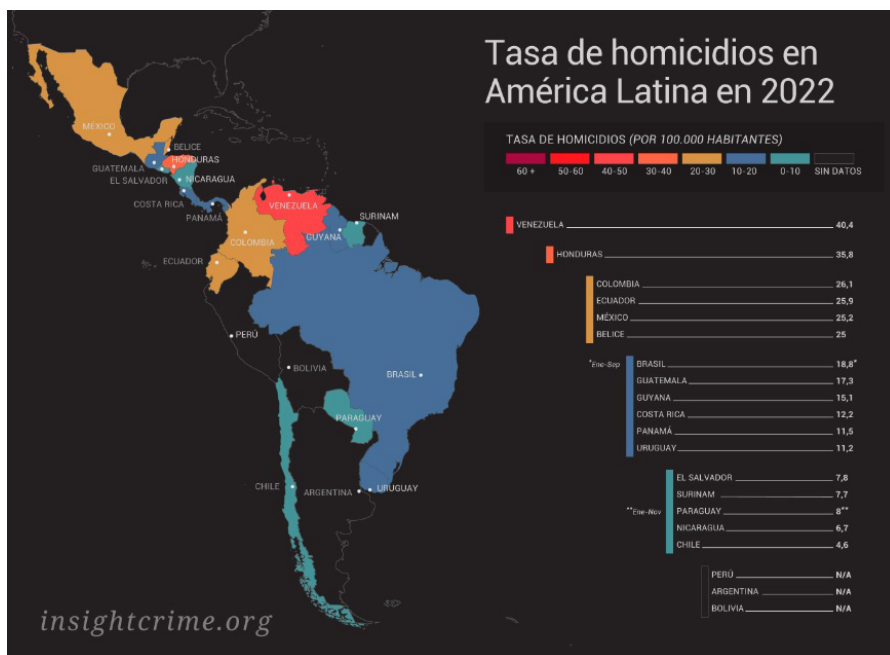 Tasa de homicidios en
América Latina en 2022
TASA DE HOMICIDIOS (POR 100.000 HABITANTES)
60 + 50-60 40-50 30-40 20-30 10-20 0-10 SIN DATOS
MÉXICO
BELICE
GUATEMALA
HONDURAS
EL SALVADOR
NICARAGUA
COSTA RICA
PANAMÁ
VENEZUELA
SURINAM
GUYANA
COLOMBIA
ECUADOR
PERÚ
BOLIVIA
BRASIL
PARAGUAY
CHILE
ARGENTINA
URUGUAY
VENEZUELA 40,4
HONDURAS 35,8
COLOMBIA 26,1
ECUADOR 25,9
MÉXICO 25,2
BELICE 25
*Ene-Sep BRASIL 18,8*
GUATEMALA 17,3
GUYANA 15,1
COSTA RICA 12,2
PANAMÁ 11,5
URUGUAY 11,2
EL SALVADOR 7,8
SURINAM 7,7
**Ene-Nov PARAGUAY 8**
NICARAGUA 6,7
CHILE 4,6
PERÚ N/A
ARGENTINA N/A
BOLIVIA N/A
insightcrime.org